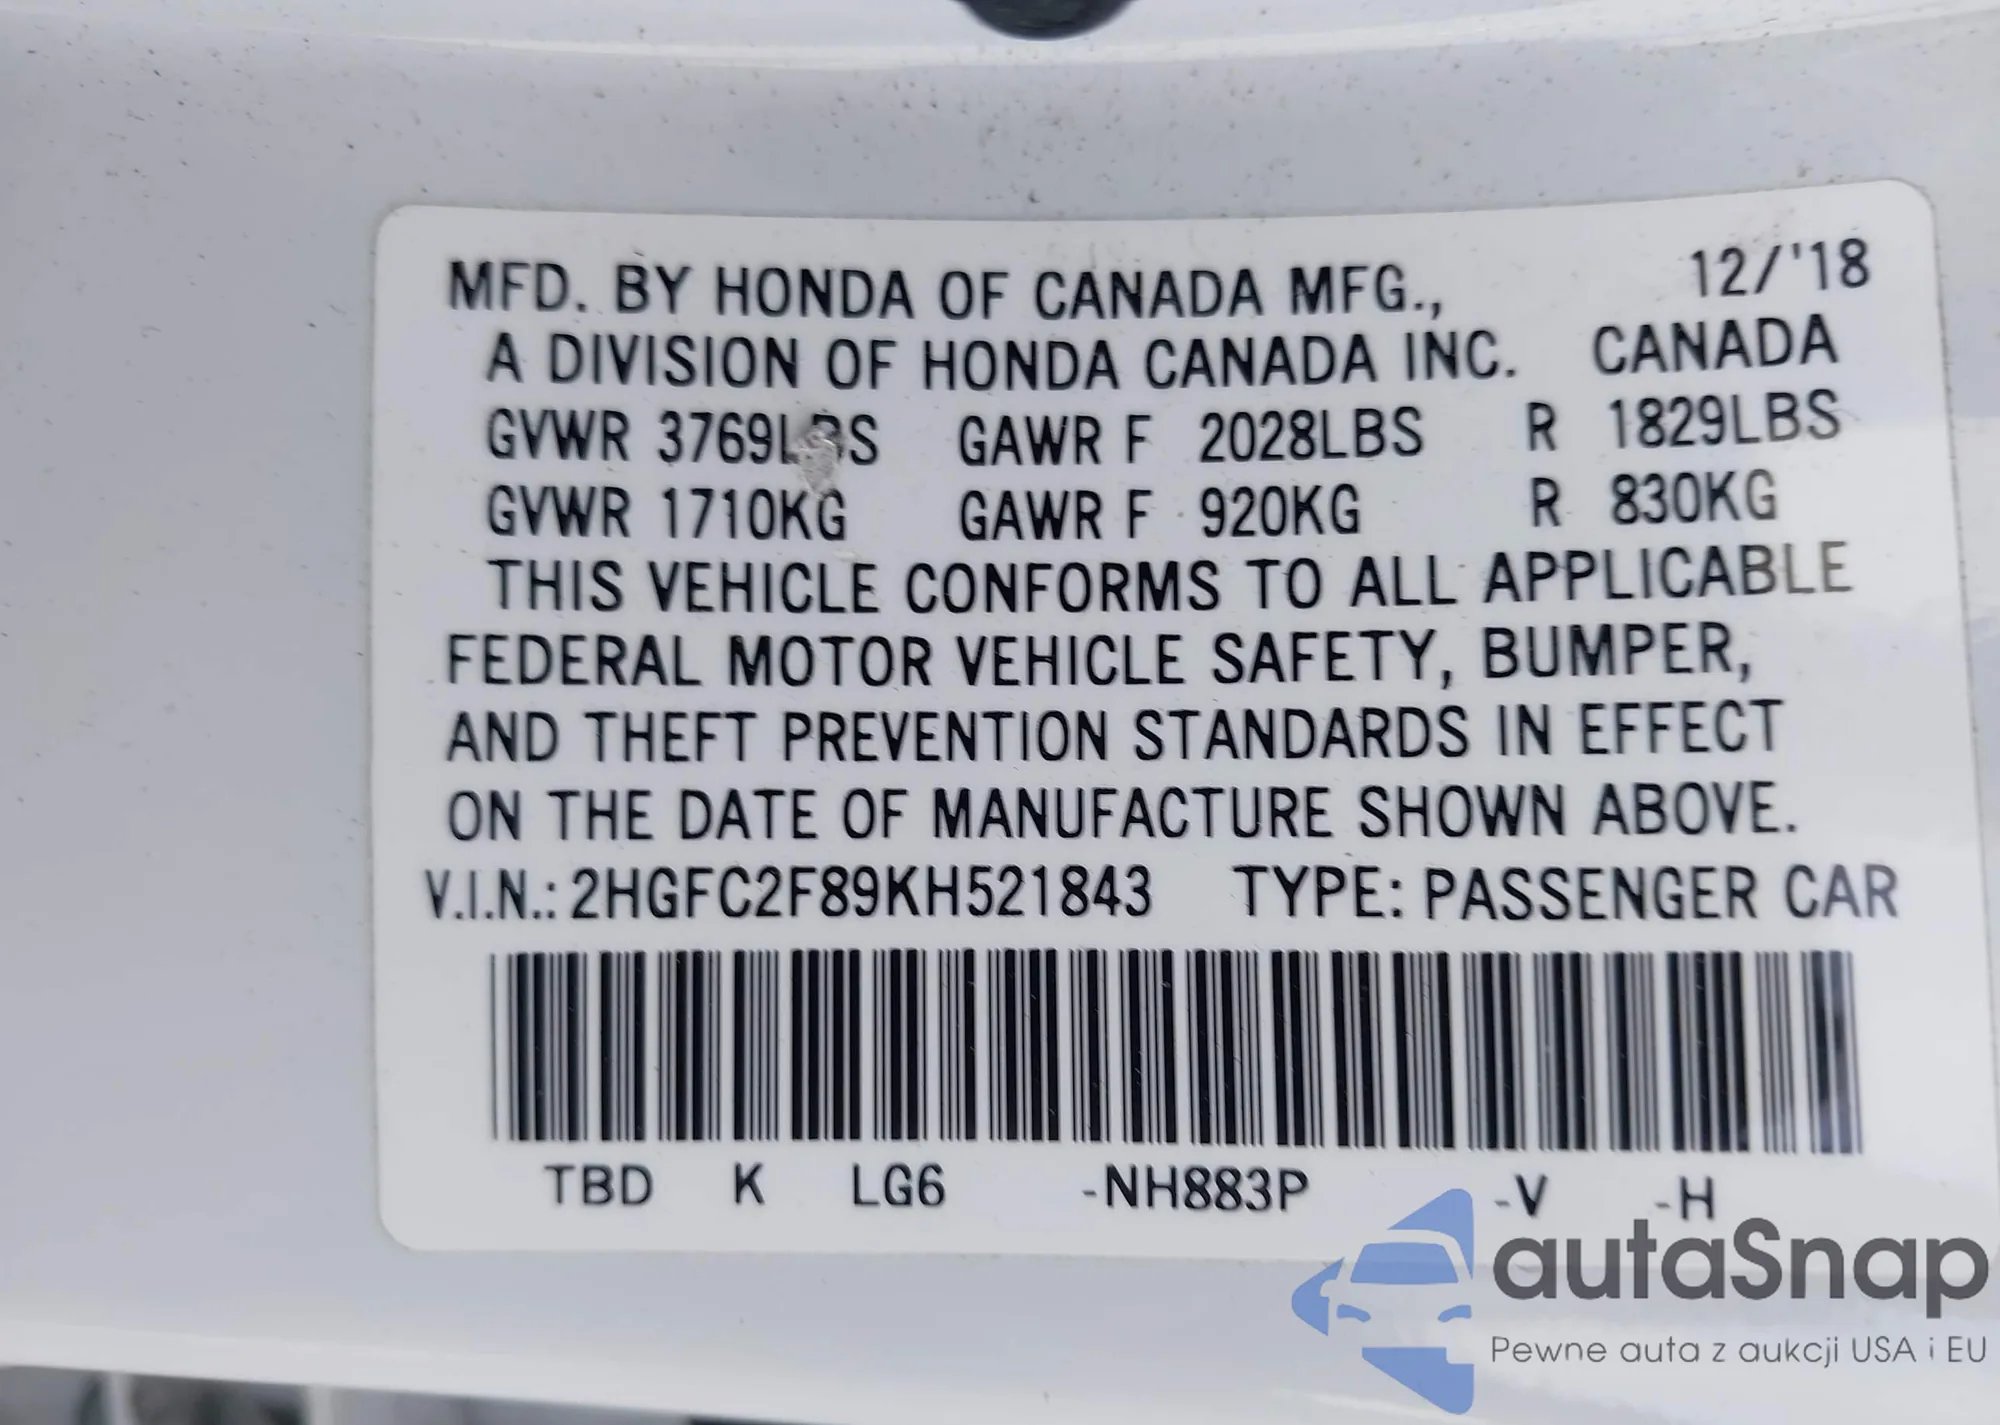 MFD. BY HONDA OF CANADA MFG., 12/'18
A DIVISION OF HONDA CANADA INC. CANADA
GVWR 3769LBS GAWR F 2028LBS R 1829LBS
GVWR 1710KG GAWR F 920KG R 830KG
THIS VEHICLE CONFORMS TO ALL APPLICABLE
FEDERAL MOTOR VEHICLE SAFETY, BUMPER,
AND THEFT PREVENTION STANDARDS IN EFFECT
ON THE DATE OF MANUFACTURE SHOWN ABOVE.
V.I.N.: 2HGFC2F89KH521843 TYPE: PASSENGER CAR
TBD K LG6 -NH883P -V -H
autaSnap
Pewne auta z aukcji USA i EU